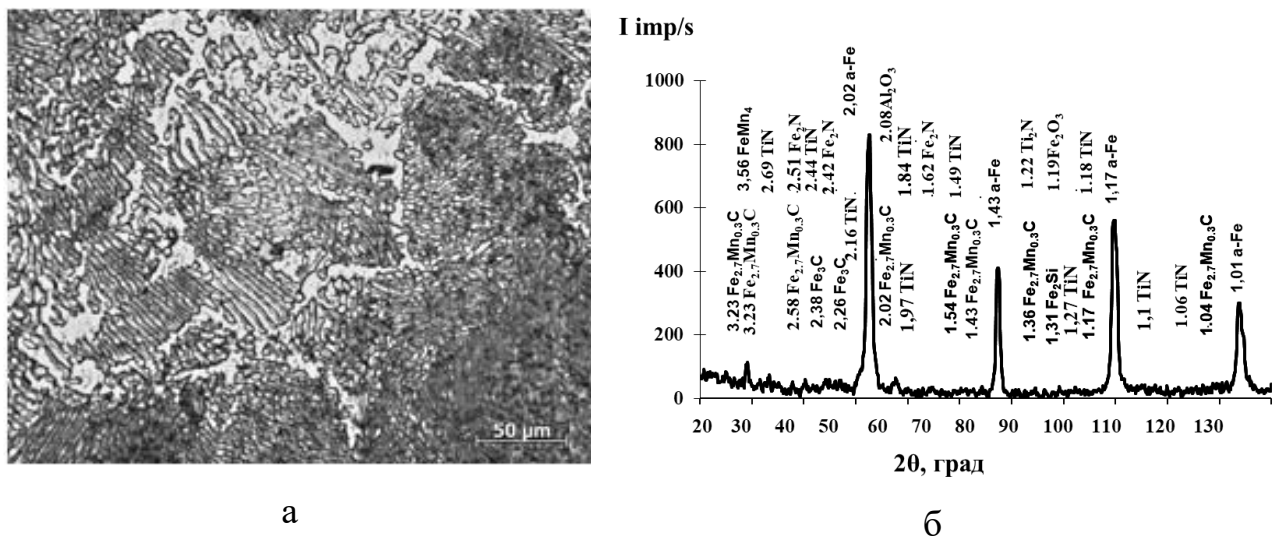 50 µm
а
I imp/s
1000
800
600
400
200
0
3.23 Fe2.7Mn0.3C
3,56 FeMn4
3.23 Fe2.7Mn0.3C
2.69 TiN
2.58 Fe2.7Mn0.3C
2.51 Fe2N
2.44 TiN
2,38 Fe3C
2.42 Fe2N
2,26 Fe3C
2.16 TiN
2,02 a-Fe
2.08Al2O3
2.02 Fe2.7Mn0.3C
1.84 TiN
1,97 TiN
1.62 Fe2N
1.49 TiN
1.54 Fe2.7Mn0.3C
1.43 Fe2.7Mn0.3C
1,43 a-Fe
1.22 Ti2N
1.36 Fe2.7Mn0.3C
1.19Fe2O3
1,31 Fe2Si
1,27 TiN
1.18 TiN
1.17 Fe2.7Mn0.3C
1,17 a-Fe
1,1 TiN
1.06 TiN
1.04 Fe2.7Mn0.3C
1,01 a-Fe
20 30 40 50 60 70 80 90 100 110 120 130
2θ, град
б